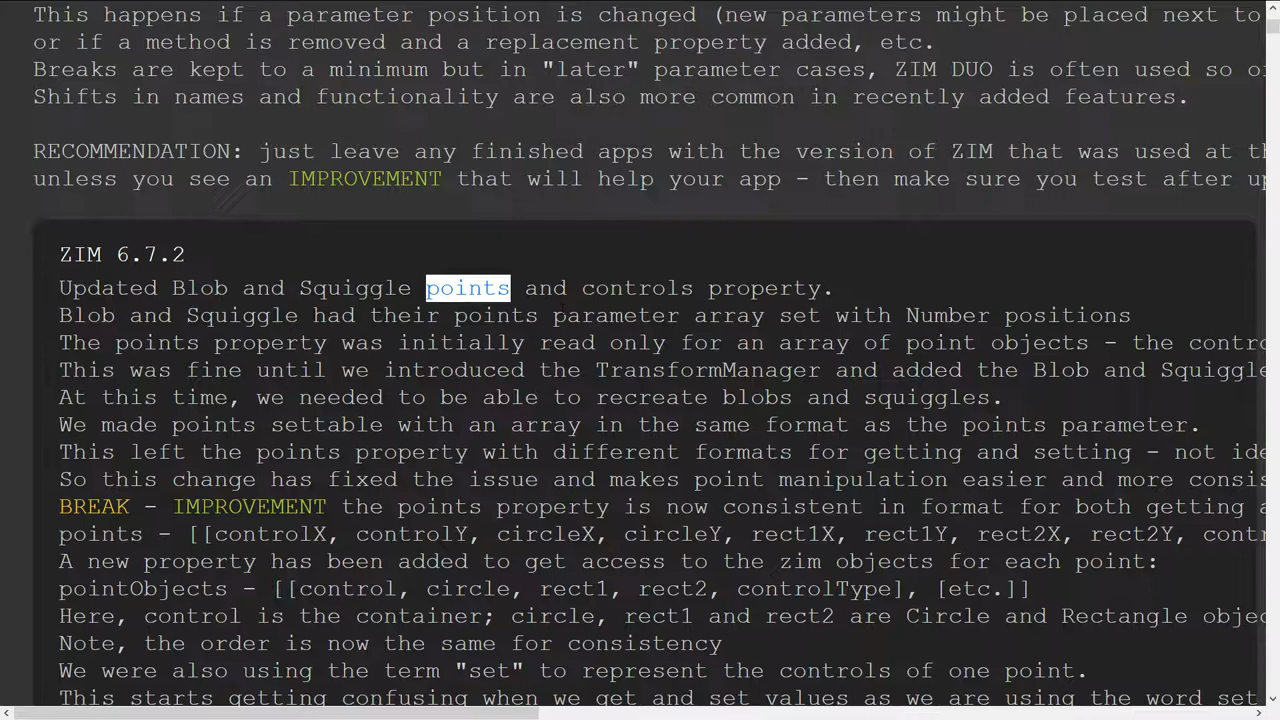 This happens if a parameter position is changed (new parameters might be placed next to
or if a method is removed and a replacement property added, etc.
Breaks are kept to a minimum but in "later" parameter cases, ZIM DUO is often used so
Shifts in names and functionality are also more common in recently added features.
RECOMMENDATION: just leave any finished apps with the version of ZIM that was used at
unless you see an IMPROVEMENT that will help your app - then make sure you test after
ZIM 6.7.2
Updated Blob and Squiggle points and controls property.
Blob and Squiggle had their points parameter array set with Number positions
The points property was initially read only for an array of point objects - the
This was fine until we introduced the TransformManager and added the Blob and Squiggle
At this time, we needed to be able to recreate blobs and squiggles.
We made points settable with an array in the same format as the points parameter.
This left the points property with different formats for getting and setting - not
So this change has fixed the issue and makes point manipulation easier and more
BREAK - IMPROVEMENT the points property is now consistent in format for both getting
points - [[controlX, controlY, circleX, circleY, rect1X, rect1Y, rect2X, rect2Y,
A new property has been added to get access to the zim objects for each point:
pointObjects - [[control, circle, rect1, rect2, controlType], [etc.]]
Here, control is the container; circle, rect1 and rect2 are Circle and Rectangle
Note, the order is now the same for consistency
We were also using the term "set" to represent the controls of one point.
This starts getting confusing when we get and set values as we are using the word set